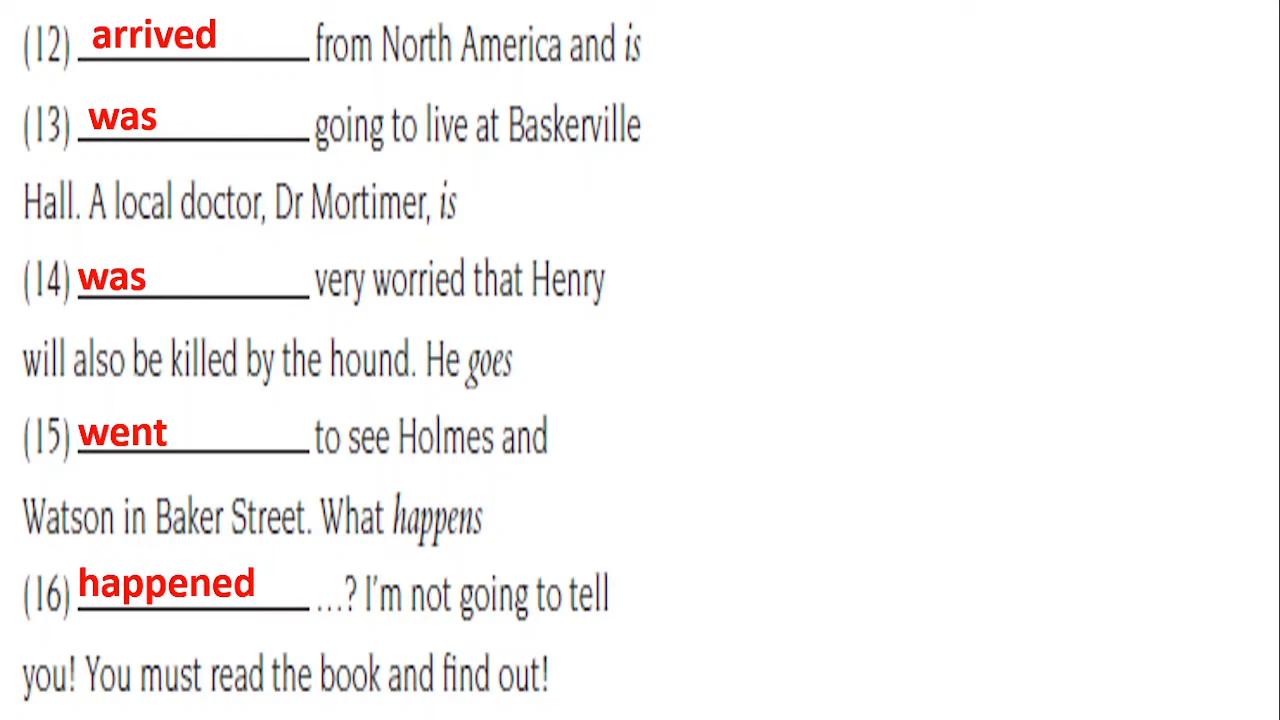 (12) arrived from North America and is
(13) was going to live at Baskerville
Hall. A local doctor, Dr Mortimer, is
(14) was very worried that Henry
will also be killed by the hound. He goes
(15) went to see Holmes and
Watson in Baker Street. What happens
(16) happened ...? I'm not going to tell
you! You must read the book and find out!